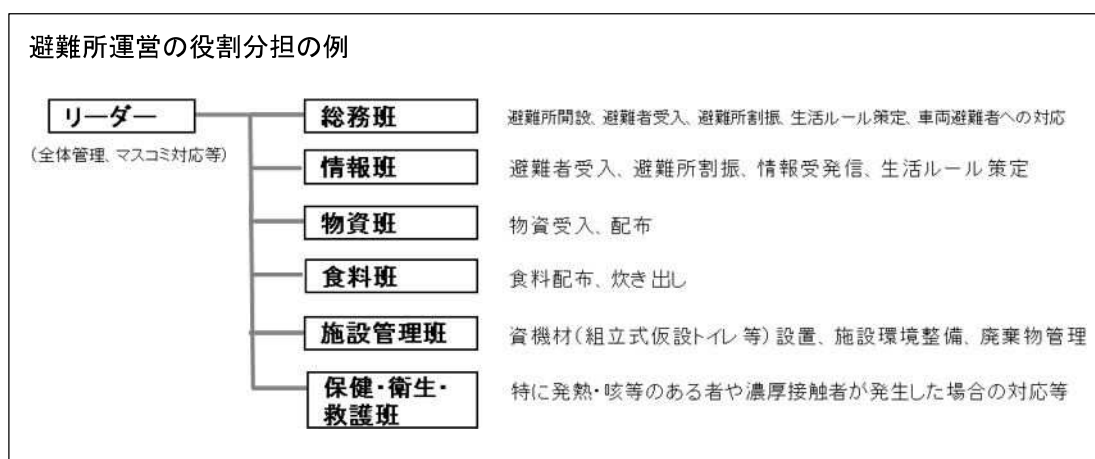 避難所運営の役割分担の例
リーダー
(全体管理、マスコミ対応等)
総務班
避難所開設、避難者受入、避難所割振、生活ルール策定、車両避難者への対応
情報班
避難者受入、避難所割振、情報受発信、生活ルール策定
物資班
物資受入、配布
食料班
食料配布、炊き出し
施設管理班
資機材(組立式仮設トイレ等)設置、施設環境整備、廃棄物管理
保健・衛生・
救護班
特に発熱・咳等のある者や濃厚接触者が発生した場合の対応等